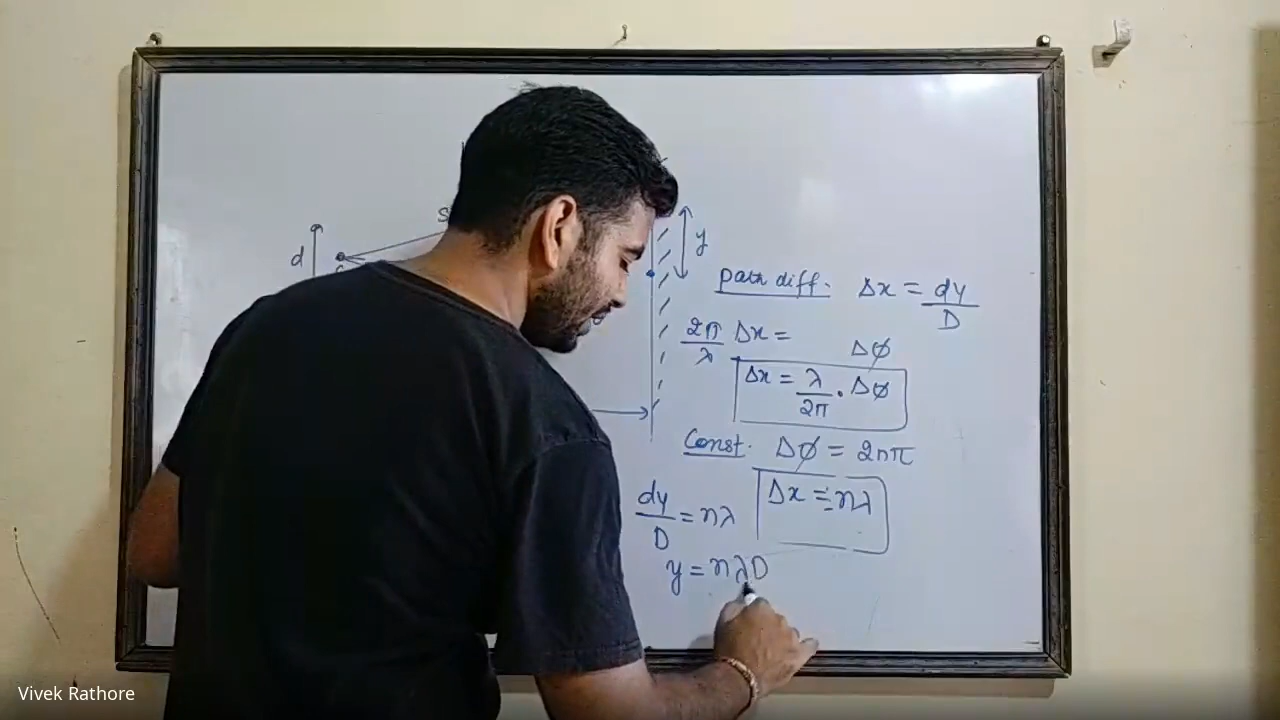 S
d
y
Path diff. Δx = dy/D
2π/λ Δx = Δϕ
Δx = λ/2π · Δϕ
Const. Δϕ = 2nπ
Δx = nλ
dy/D = nλ
y = nλD
Vivek Rathore